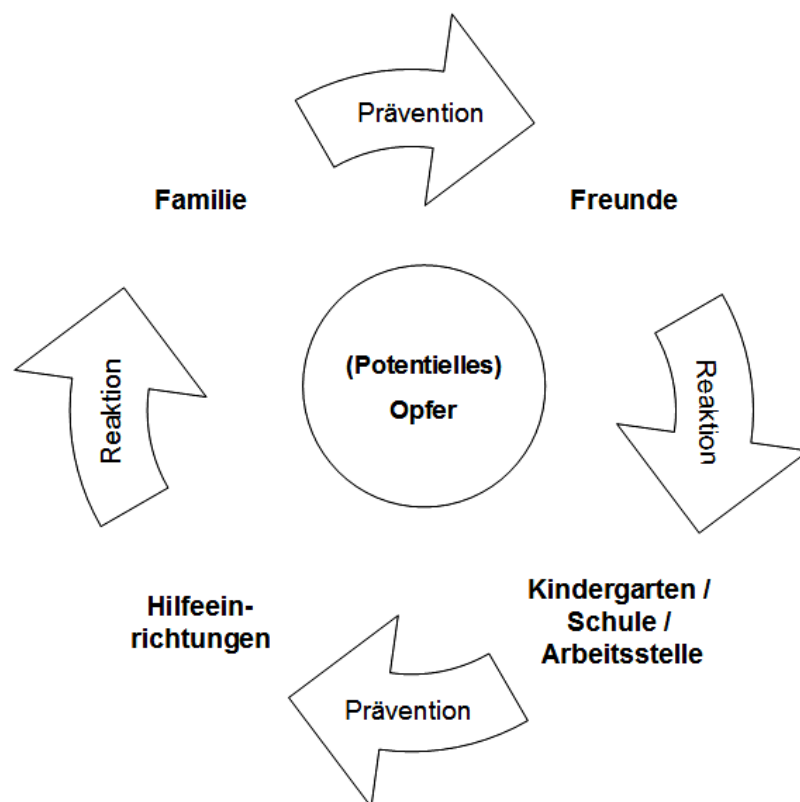 Prävention
Familie
Freunde
(Potentielles)
Opfer
Reaktion
Reaktion
Hilfeein-
richtungen
Kindergarten /
Schule /
Arbeitsstelle
Prävention